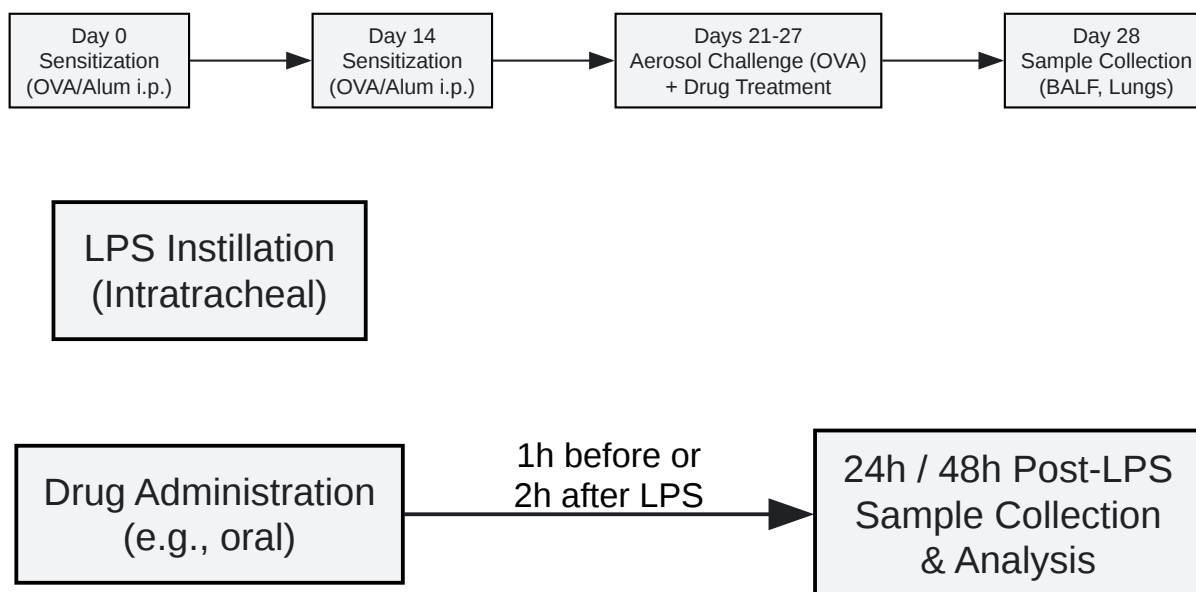 Day 0
Sensitization
(OVA/Alum i.p.)
Day 14
Sensitization
(OVA/Alum i.p.)
Days 21-27
Aerosol Challenge (OVA)
+ Drug Treatment
Day 28
Sample Collection
(BALF, Lungs)
LPS Instillation
(Intratracheal)
Drug Administration
(e.g., oral)
1h before or
2h after LPS
24h / 48h Post-LPS
Sample Collection
& Analysis